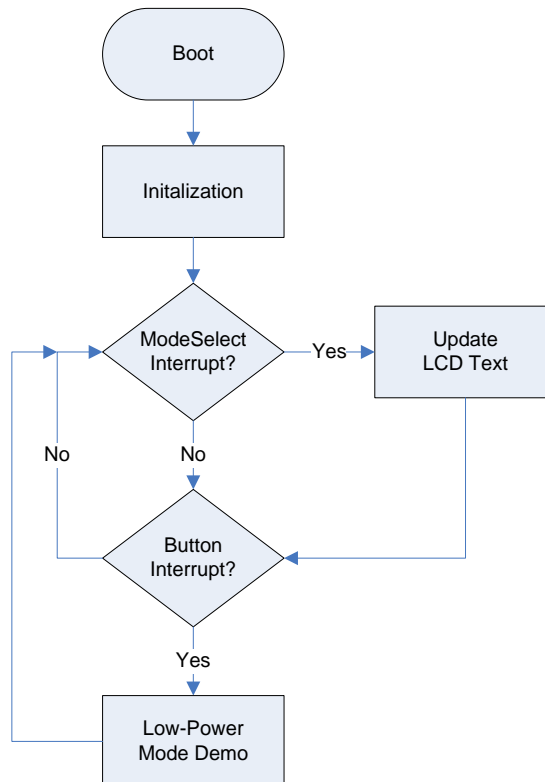 Boot
Initalization
ModeSelect
Interrupt?
Yes
Update
LCD Text
No
No
Button
Interrupt?
Yes
Low-Power
Mode Demo